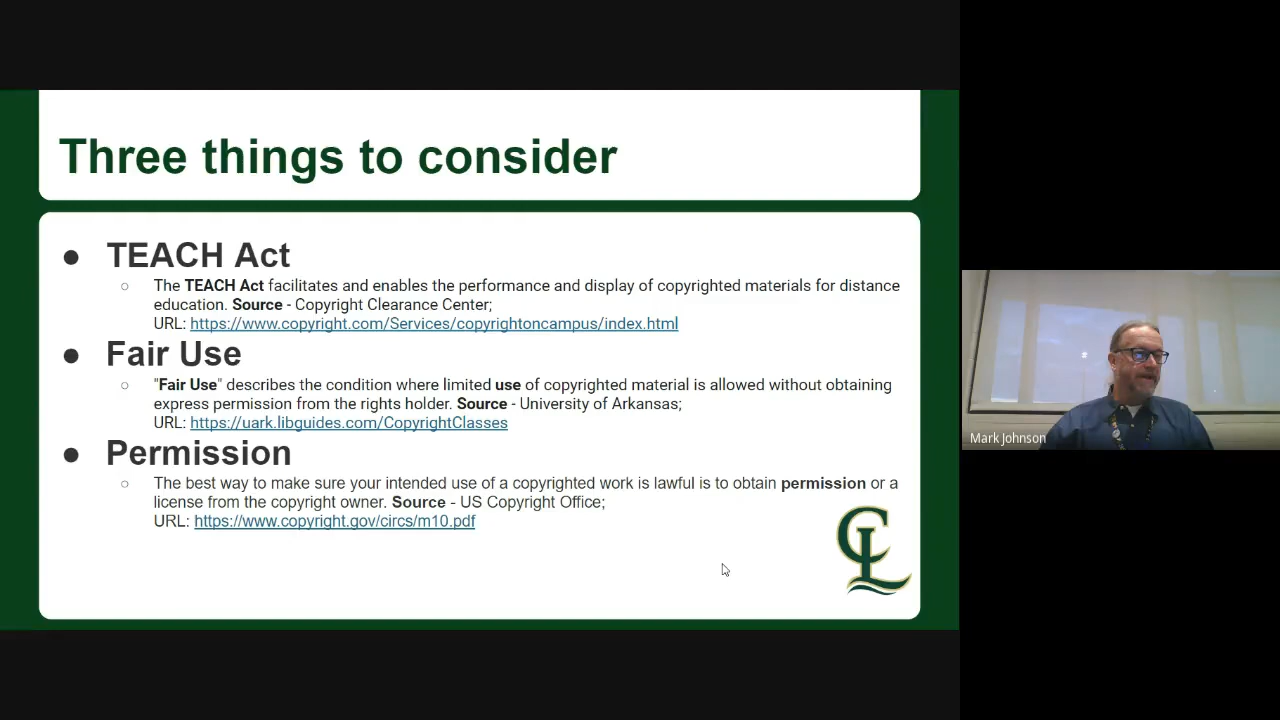 Three things to consider
● TEACH Act
○ The TEACH Act facilitates and enables the performance and display of copyrighted materials for distance
education. Source - Copyright Clearance Center;
URL: https://www.copyright.com/Services/copyrightoncampus/index.html
● Fair Use
○ "Fair Use" describes the condition where limited use of copyrighted material is allowed without obtaining
express permission from the rights holder. Source - University of Arkansas;
URL: https://uark.libguides.com/CopyrightClasses
● Permission
○ The best way to make sure your intended use of a copyrighted work is lawful is to obtain permission or a
license from the copyright owner. Source - US Copyright Office;
URL: https://www.copyright.gov/circs/m10.pdf
CL
Mark Johnson